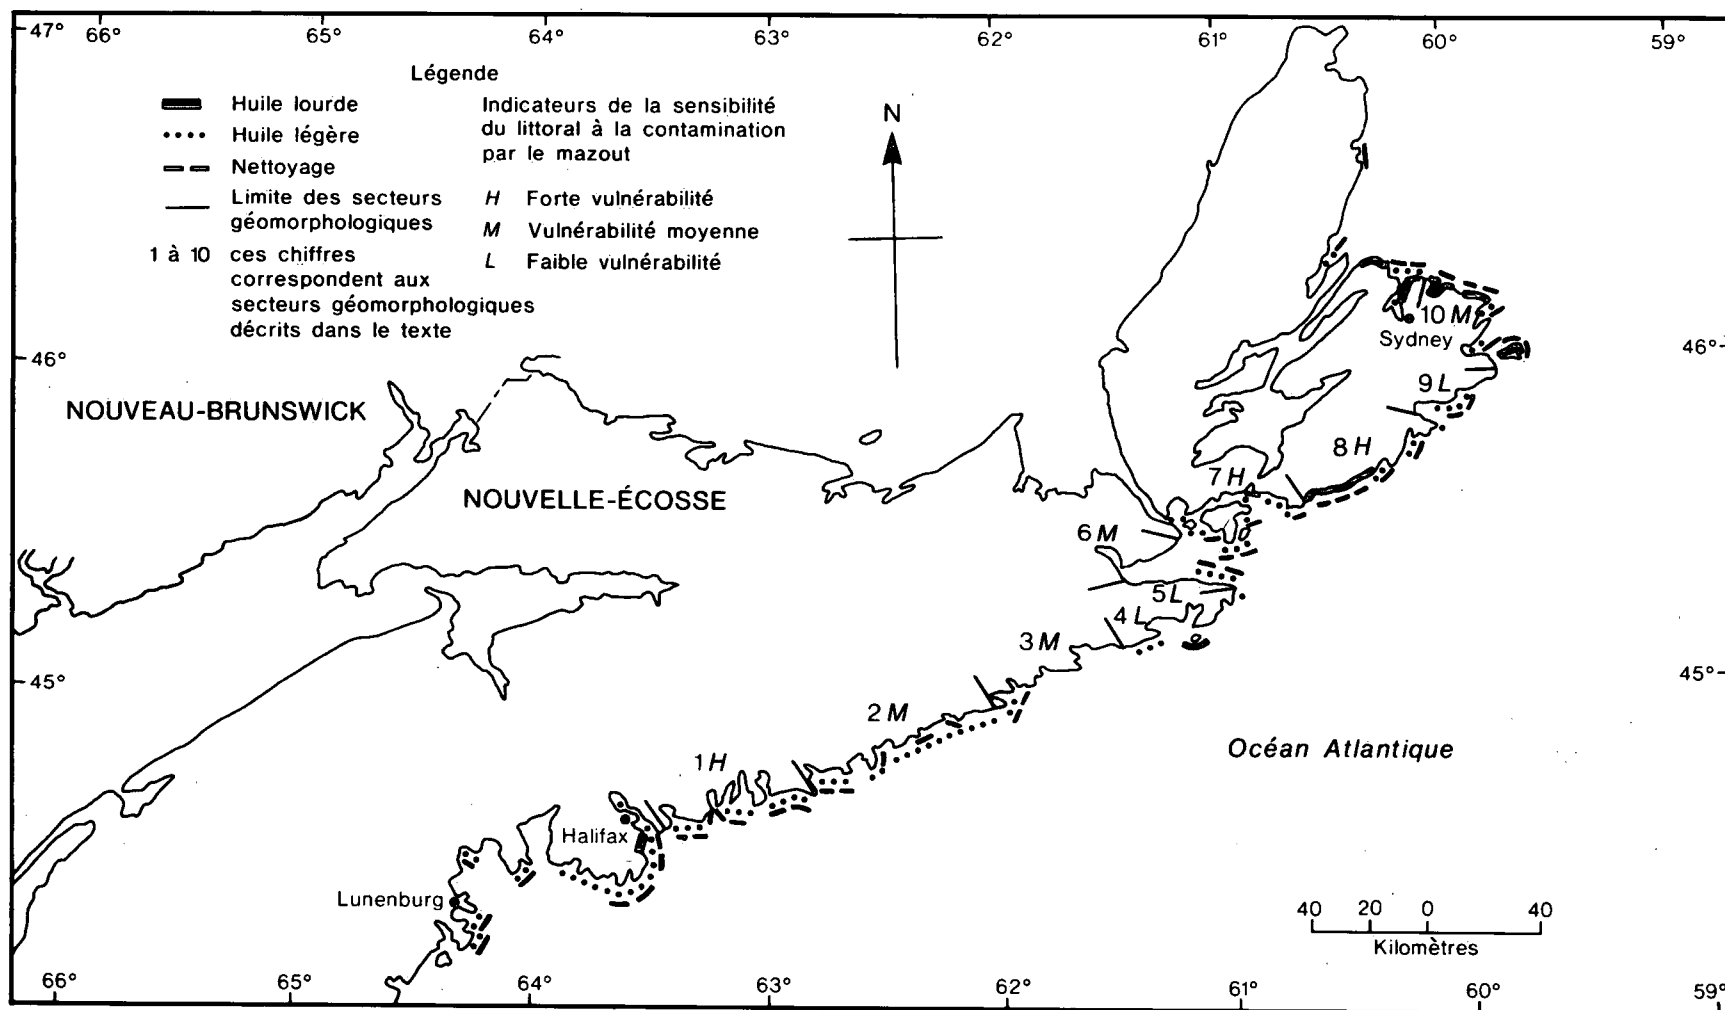 47°
66°
65°
64°
63°
62°
61°
60°
59°
Légende
Huile lourde
Huile légère
Nettoyage
Limite des secteurs
géomorphologiques
1 à 10 ces chiffres
correspondent aux
secteurs géomorphologiques
décrits dans le texte
Indicateurs de la sensibilité
du littoral à la contamination
par le mazout
H Forte vulnérabilité
M Vulnérabilité moyenne
L Faible vulnérabilité
N
10 M
Sydney
46°
46°
9 L
NOUVEAU-BRUNSWICK
8 H
7 H
NOUVELLE-ÉCOSSE
6 M
5 L
4 L
3 M
45°
45°
2 M
Océan Atlantique
1 H
Halifax
Lunenburg
40 20 0 40
Kilomètres
66°
65°
64°
63°
62°
61°
60°
59°